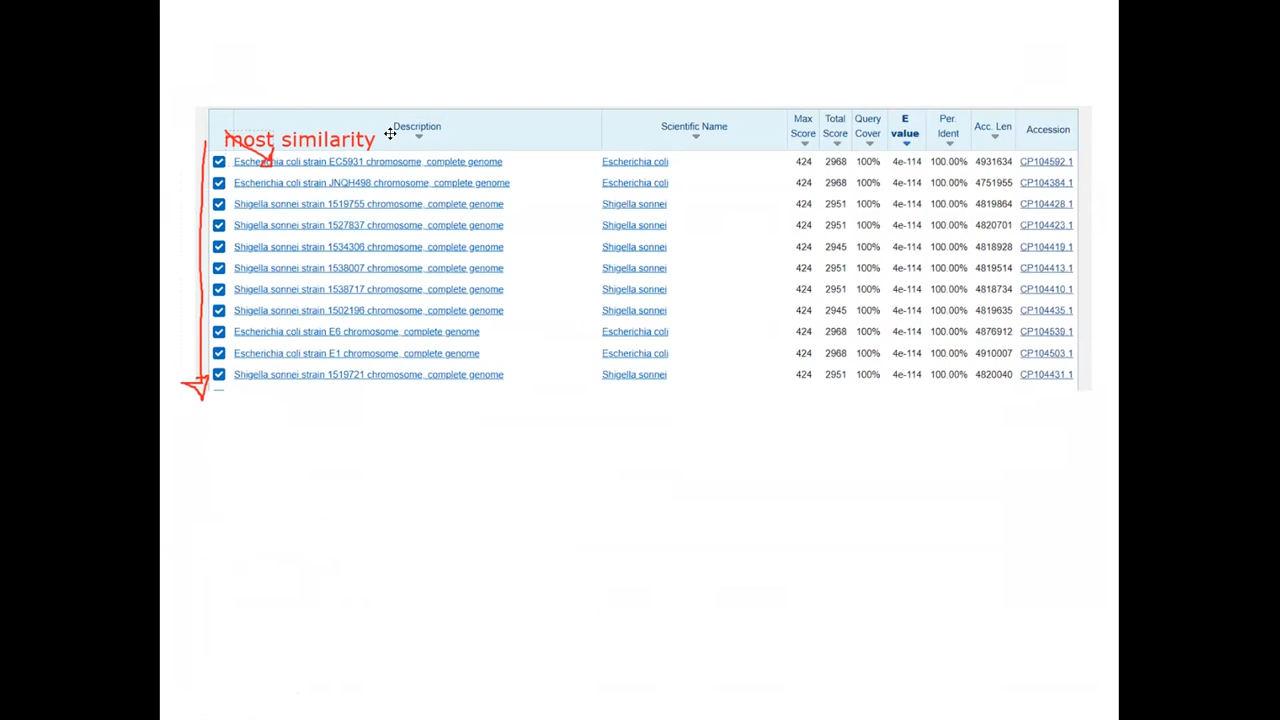 most similarity
Description Scientific Name Max Score Total Score Query Cover E value Per. Ident Acc. Len Accession
Escherichia coli strain EC5931 chromosome, complete genome Escherichia coli 424 2968 100% 4e-114 100.00% 4931634 CP104592.1
Escherichia coli strain JNQH498 chromosome, complete genome Escherichia coli 424 2968 100% 4e-114 100.00% 4751955 CP104384.1
Shigella sonnei strain 1519755 chromosome, complete genome Shigella sonnei 424 2951 100% 4e-114 100.00% 4819864 CP104428.1
Shigella sonnei strain 1527837 chromosome, complete genome Shigella sonnei 424 2951 100% 4e-114 100.00% 4820701 CP104423.1
Shigella sonnei strain 1534306 chromosome, complete genome Shigella sonnei 424 2945 100% 4e-114 100.00% 4818928 CP104419.1
Shigella sonnei strain 1538007 chromosome, complete genome Shigella sonnei 424 2951 100% 4e-114 100.00% 4819514 CP104413.1
Shigella sonnei strain 1538717 chromosome, complete genome Shigella sonnei 424 2951 100% 4e-114 100.00% 4818734 CP104410.1
Shigella sonnei strain 1502196 chromosome, complete genome Shigella sonnei 424 2945 100% 4e-114 100.00% 4819635 CP104435.1
Escherichia coli strain E6 chromosome, complete genome Escherichia coli 424 2968 100% 4e-114 100.00% 4876912 CP104539.1
Escherichia coli strain E1 chromosome, complete genome Escherichia coli 424 2968 100% 4e-114 100.00% 4910007 CP104503.1
Shigella sonnei strain 1519721 chromosome, complete genome Shigella sonnei 424 2951 100% 4e-114 100.00% 4820040 CP104431.1